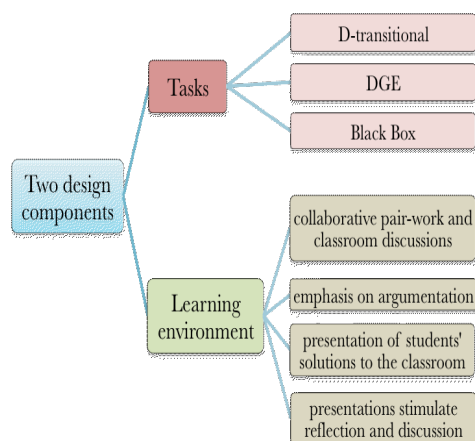 Two design
components
Tasks
D-transitional
DGE
Black Box
Learning
environment
collaborative pair-work and
classroom discussions
emphasis on argumentation
presentation of students'
solutions to the classroom
presentations stimulate
reflection and discussion